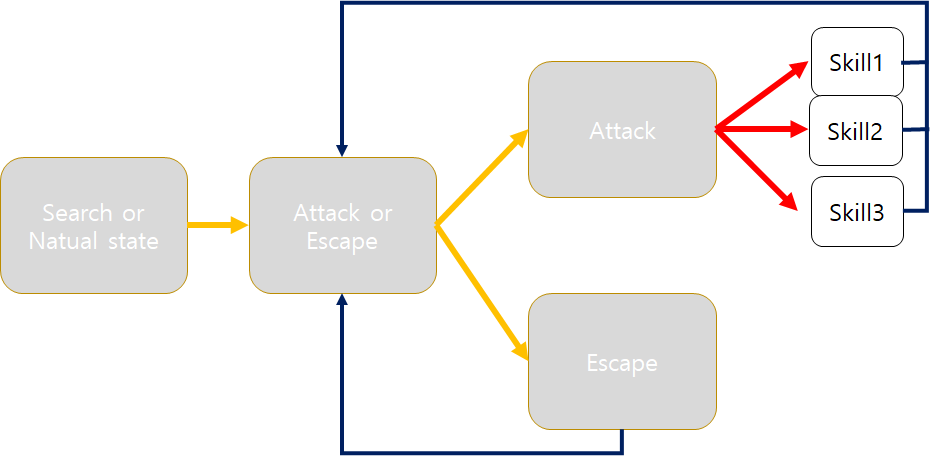 Search or
Natual state
Attack or
Escape
Attack
Escape
Skill1
Skill2
Skill3